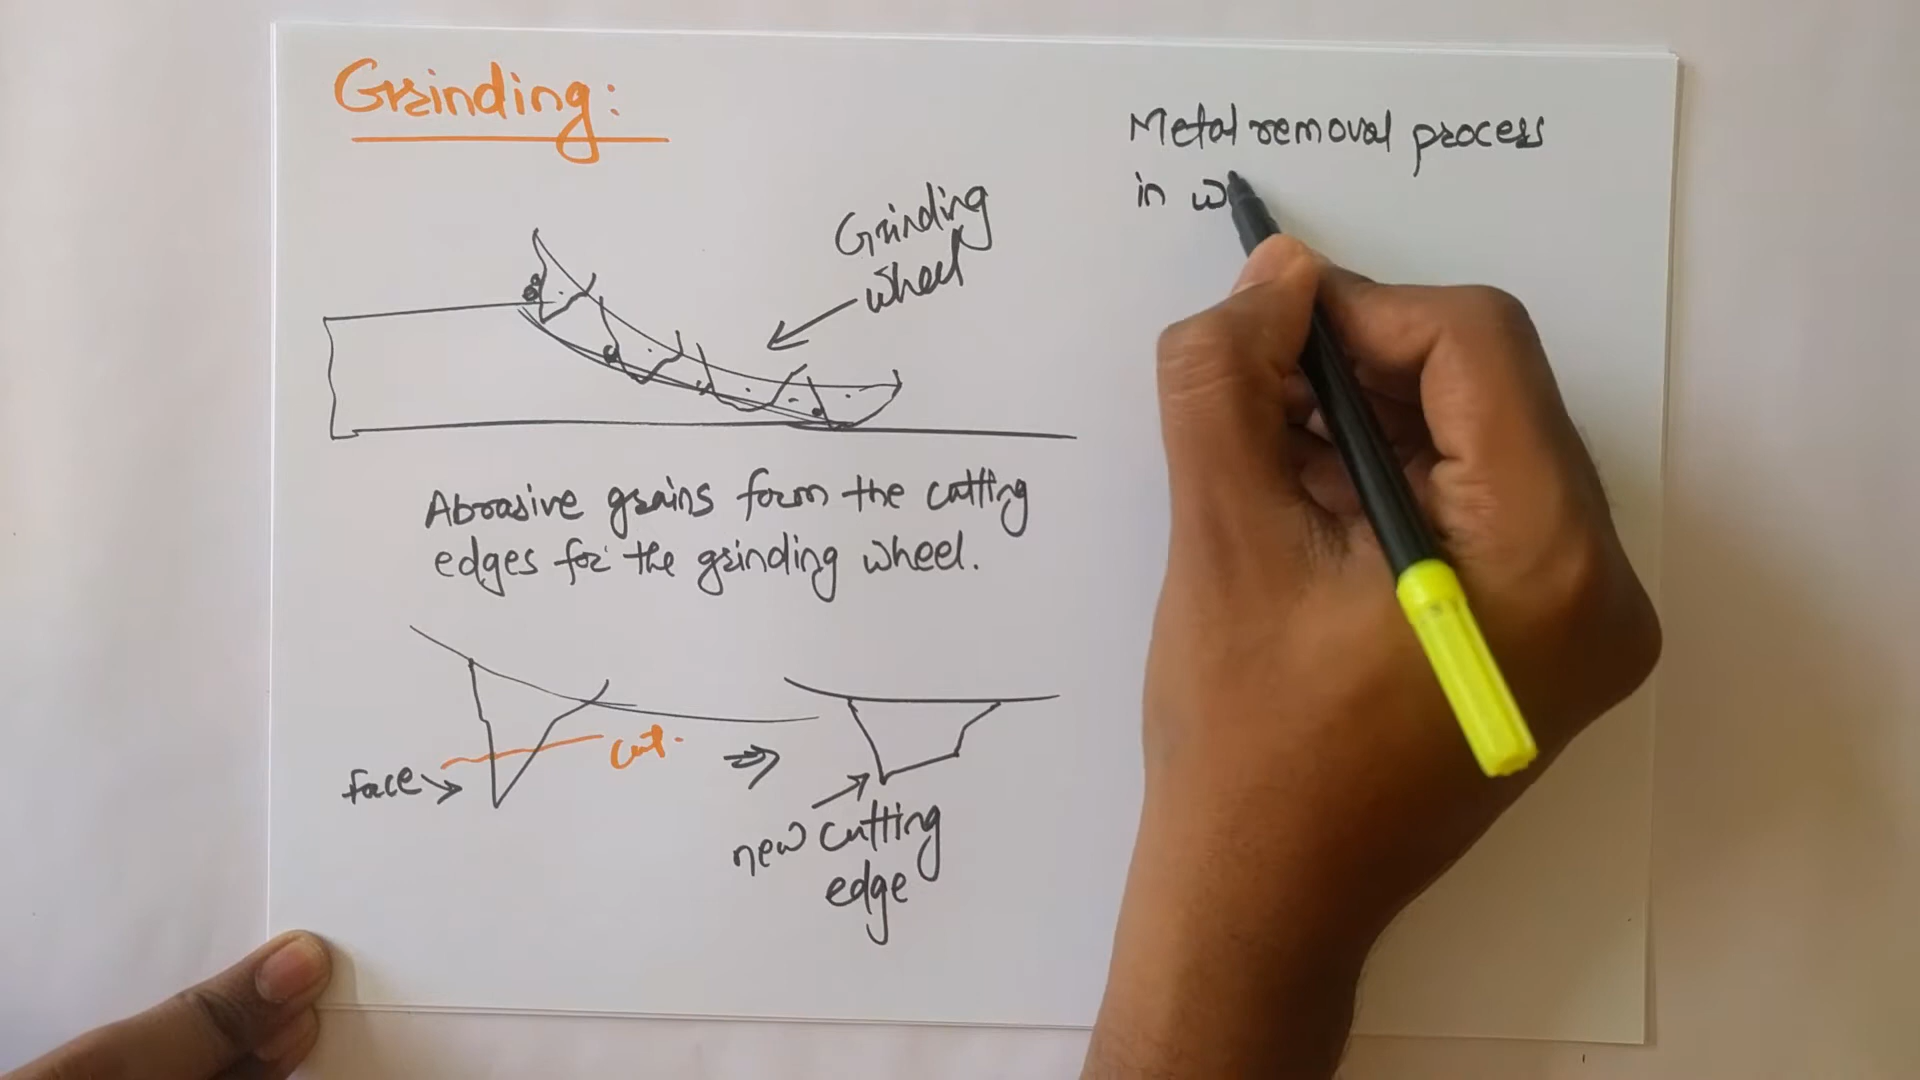 Grinding:
Metal removal process
in w
Grinding
wheel
Abrasive grains form the cutting
edges for the grinding wheel.
cut.
face
new cutting
edge